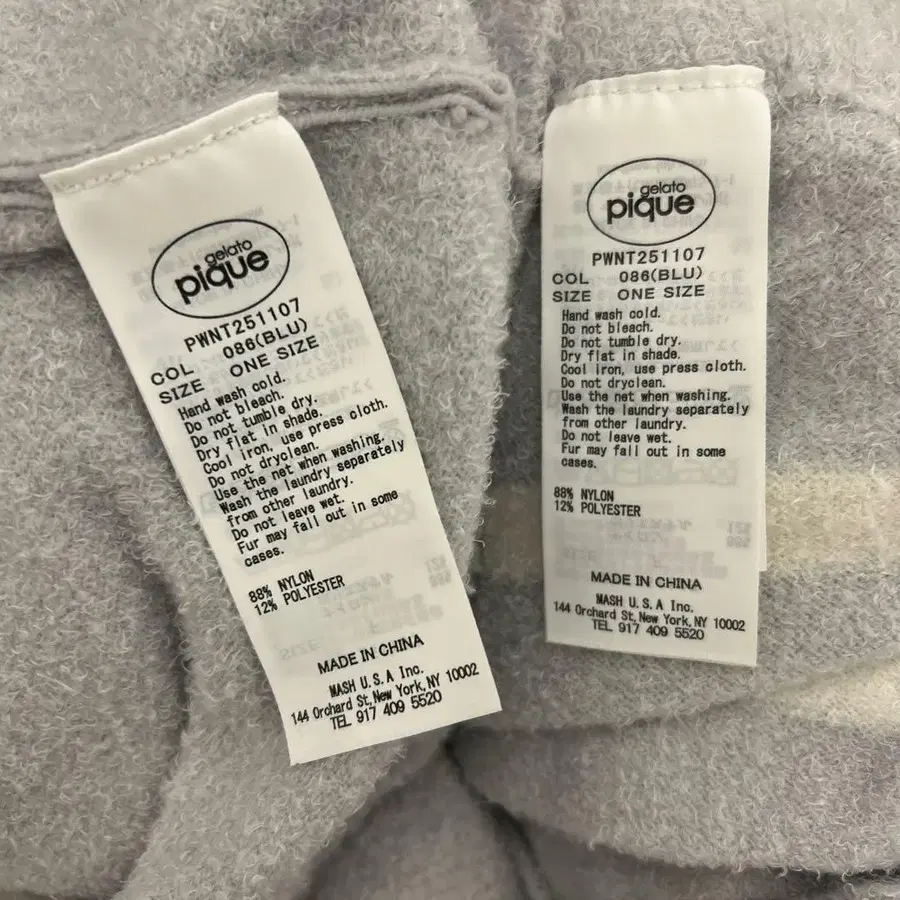 gelato
pique
PWNT251107
COL 086(BLU)
SIZE ONE SIZE
Hand wash cold.
Do not bleach.
Do not tumble dry.
Dry flat in shade.
Cool iron, use press cloth.
Do not dryclean.
Use the net when washing.
Wash the laundry separately
from other laundry.
Do not leave wet.
Fur may fall out in some
cases.
88% NYLON
12% POLYESTER
MADE IN CHINA
MASH U.S.A Inc.
144 Orchard St, New York, NY 10002
TEL 917 409 5520
gelato
pique
PWNT251107
COL 086(BLU)
SIZE ONE SIZE
Hand wash cold.
Do not bleach.
Do not tumble dry.
Dry flat in shade.
Cool iron, use press cloth.
Do not dryclean.
Use the net when washing.
Wash the laundry separately
from other laundry.
Do not leave wet.
Fur may fall out in some
cases.
88% NYLON
12% POLYESTER
MADE IN CHINA
MASH U.S.A Inc.
144 Orchard St, New York, NY 10002
TEL 917 409 5520